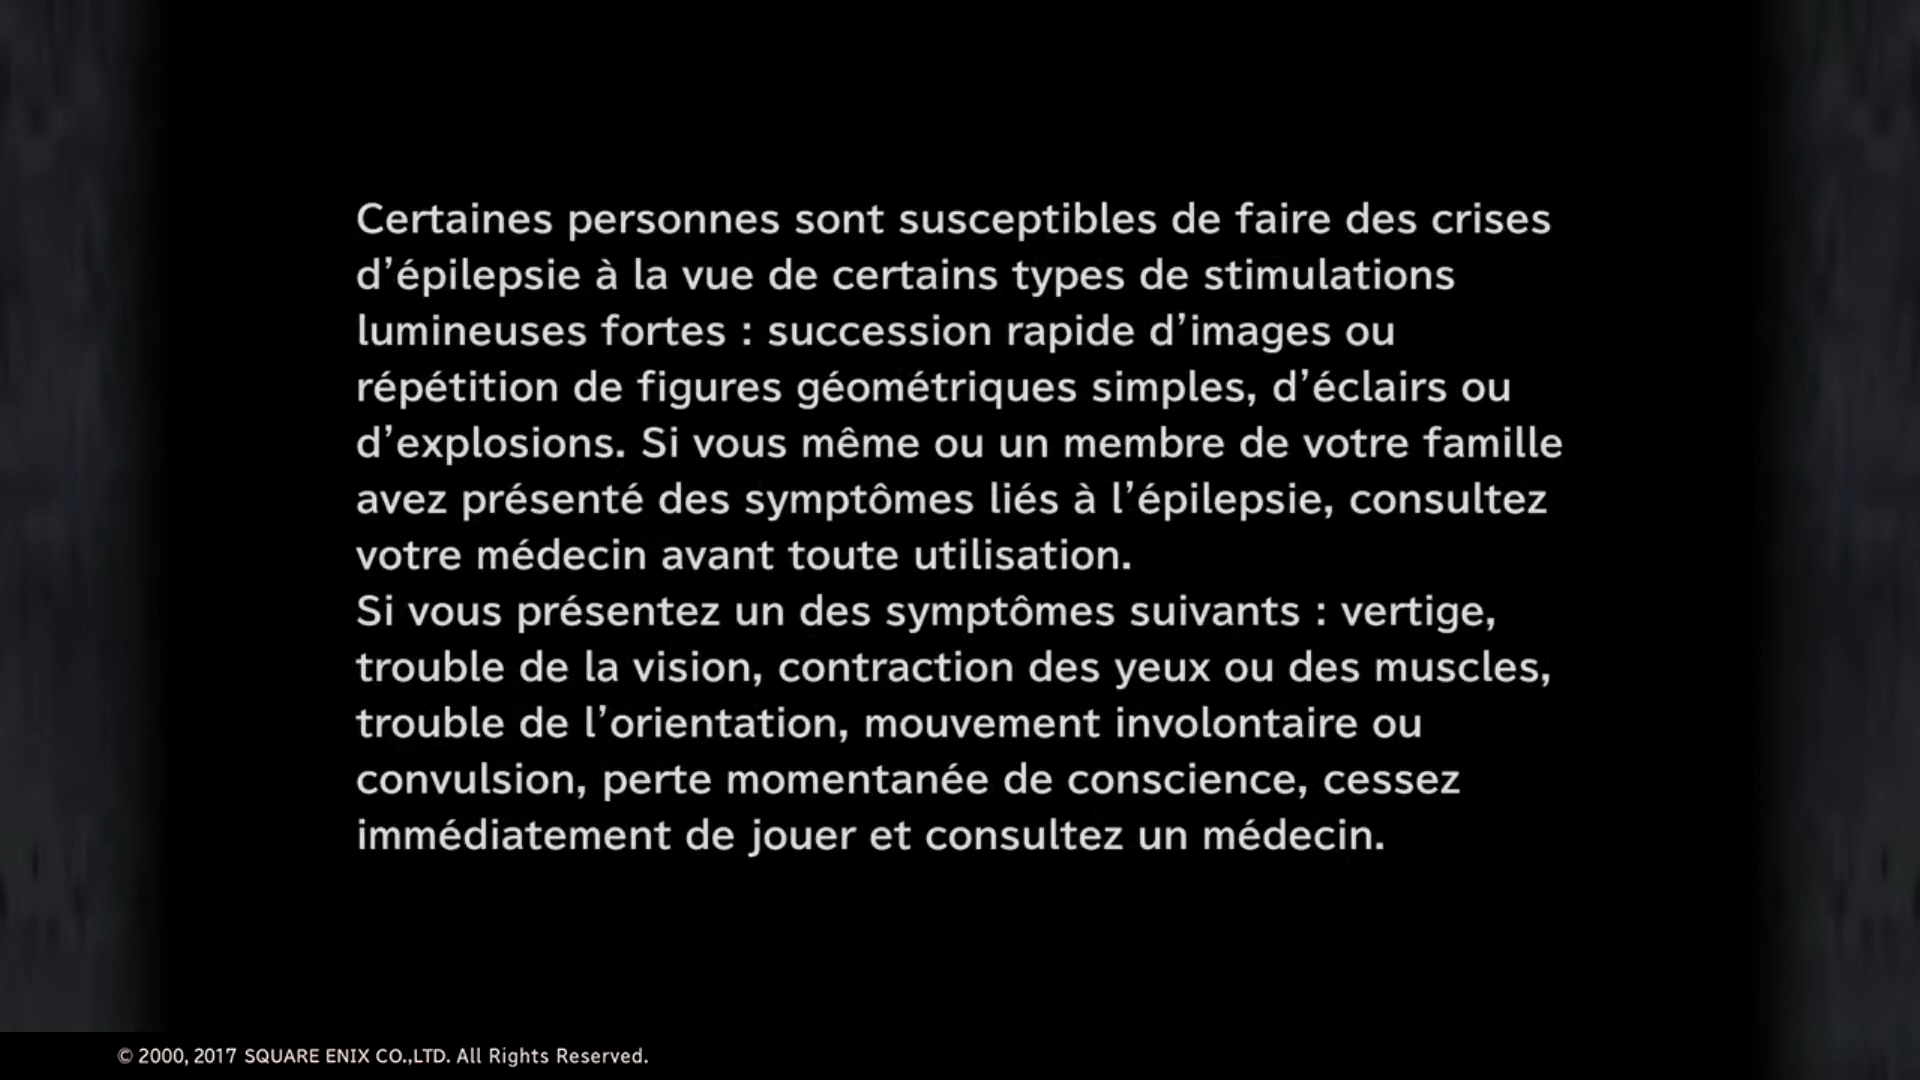 Certaines personnes sont susceptibles de faire des crises
d’épilepsie à la vue de certains types de stimulations
lumineuses fortes : succession rapide d’images ou
répétition de figures géométriques simples, d’éclairs ou
d’explosions. Si vous même ou un membre de votre famille
avez présenté des symptômes liés à l’épilepsie, consultez
votre médecin avant toute utilisation.
Si vous présentez un des symptômes suivants : vertige,
trouble de la vision, contraction des yeux ou des muscles,
trouble de l’orientation, mouvement involontaire ou
convulsion, perte momentanée de conscience, cessez
immédiatement de jouer et consultez un médecin.
© 2000, 2017 SQUARE ENIX CO.,LTD. All Rights Reserved.